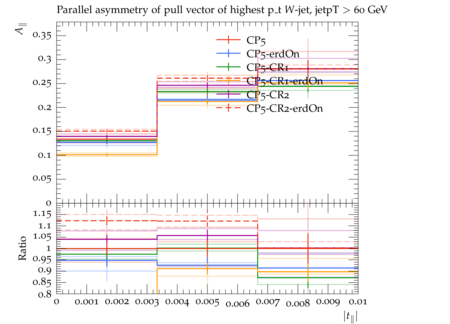 Parallel asymmetry of pull vector of highest p_t W-jet, jetpT > 60 GeV
A∥
0.35
0.3
0.25
0.2
0.15
0.1
0.05
0
CP5
CP5-erdOn
CP5-CR1
CP5-CR1-erdOn
CP5-CR2
CP5-CR2-erdOn
Ratio
1.15
1.1
1.05
1
0.95
0.9
0.85
0.8
0 0.001 0.002 0.003 0.004 0.005 0.006 0.007 0.008 0.009 0.01
|t∥|